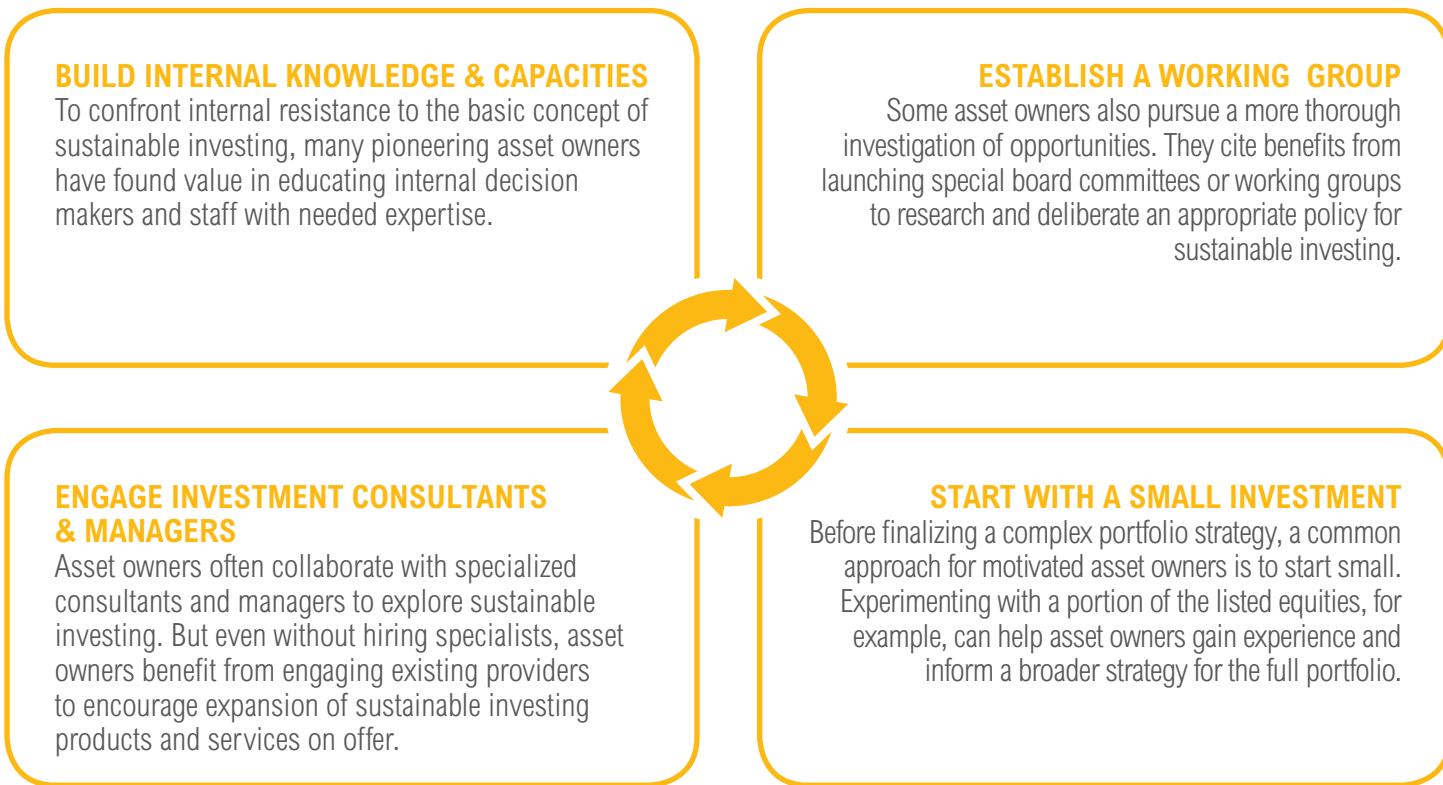 BUILD INTERNAL KNOWLEDGE & CAPACITIES
To confront internal resistance to the basic concept of
sustainable investing, many pioneering asset owners
have found value in educating internal decision
makers and staff with needed expertise.
ESTABLISH A WORKING GROUP
Some asset owners also pursue a more thorough
investigation of opportunities. They cite benefits from
launching special board committees or working groups
to research and deliberate an appropriate policy for
sustainable investing.
ENGAGE INVESTMENT CONSULTANTS
& MANAGERS
Asset owners often collaborate with specialized
consultants and managers to explore sustainable
investing. But even without hiring specialists, asset
owners benefit from engaging existing providers
to encourage expansion of sustainable investing
products and services on offer.
START WITH A SMALL INVESTMENT
Before finalizing a complex portfolio strategy, a common
approach for motivated asset owners is to start small.
Experimenting with a portion of the listed equities, for
example, can help asset owners gain experience and
inform a broader strategy for the full portfolio.